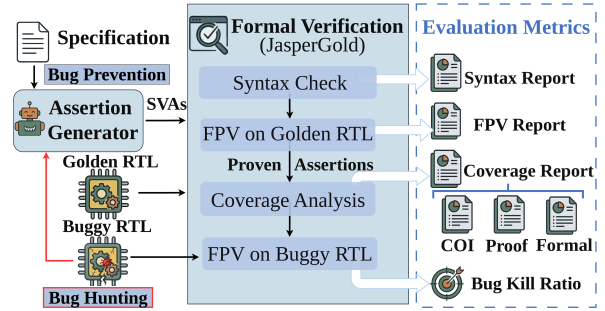 Specification
Bug Prevention
Assertion
Generator
SVAs
Golden RTL
Buggy RTL
Bug Hunting
Formal Verification
(JasperGold)
Syntax Check
FPV on Golden RTL
Proven Assertions
Coverage Analysis
FPV on Buggy RTL
Evaluation Metrics
Syntax Report
FPV Report
Coverage Report
COI Proof Formal
Bug Kill Ratio